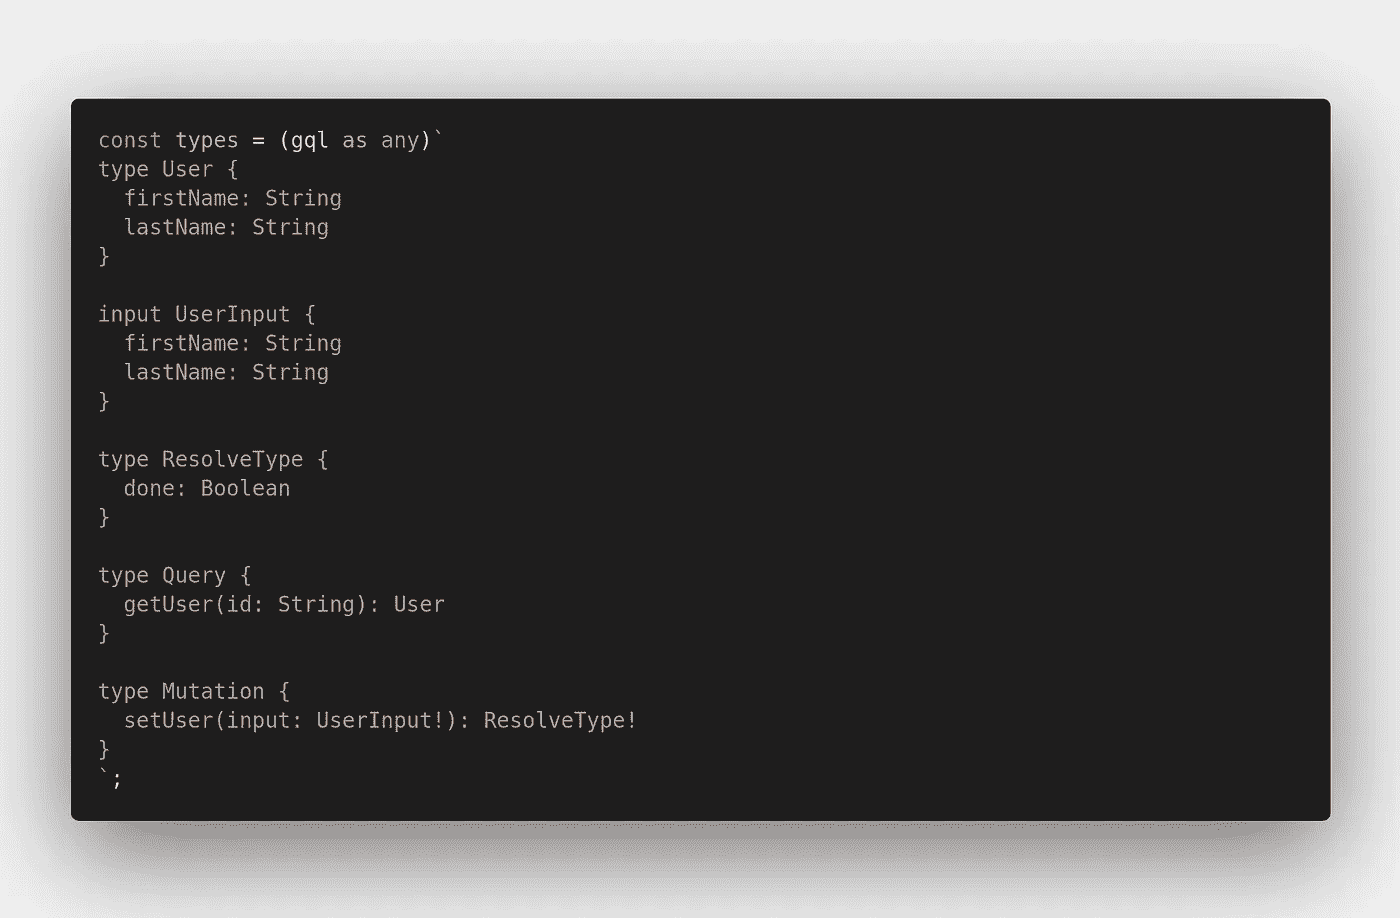 const types = (gql as any)`
type User {
  firstName: String
  lastName: String
}

input UserInput {
  firstName: String
  lastName: String
}

type ResolveType {
  done: Boolean
}

type Query {
  getUser(id: String): User
}

type Mutation {
  setUser(input: UserInput!): ResolveType!
}
`;